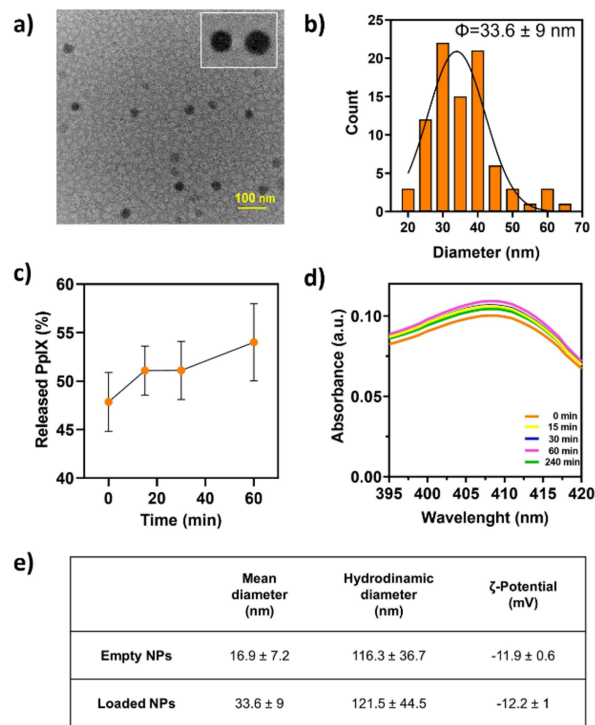 a)
100 nm
b)
Φ=33.6 ± 9 nm
25
20
15
10
5
0
Count
20 30 40 50 60 70
Diameter (nm)
c)
60
55
50
45
40
Released PpIX (%)
0 20 40 60
Time (min)
d)
0.10
0.05
0.00
Absorbance (a.u.)
0 min
15 min
30 min
60 min
240 min
395 400 405 410 415 420
Wavelenght (nm)
e)
Mean diameter (nm) Hydrodinamic diameter (nm) ζ-Potential (mV)
Empty NPs 16.9 ± 7.2 116.3 ± 36.7 -11.9 ± 0.6
Loaded NPs 33.6 ± 9 121.5 ± 44.5 -12.2 ± 1